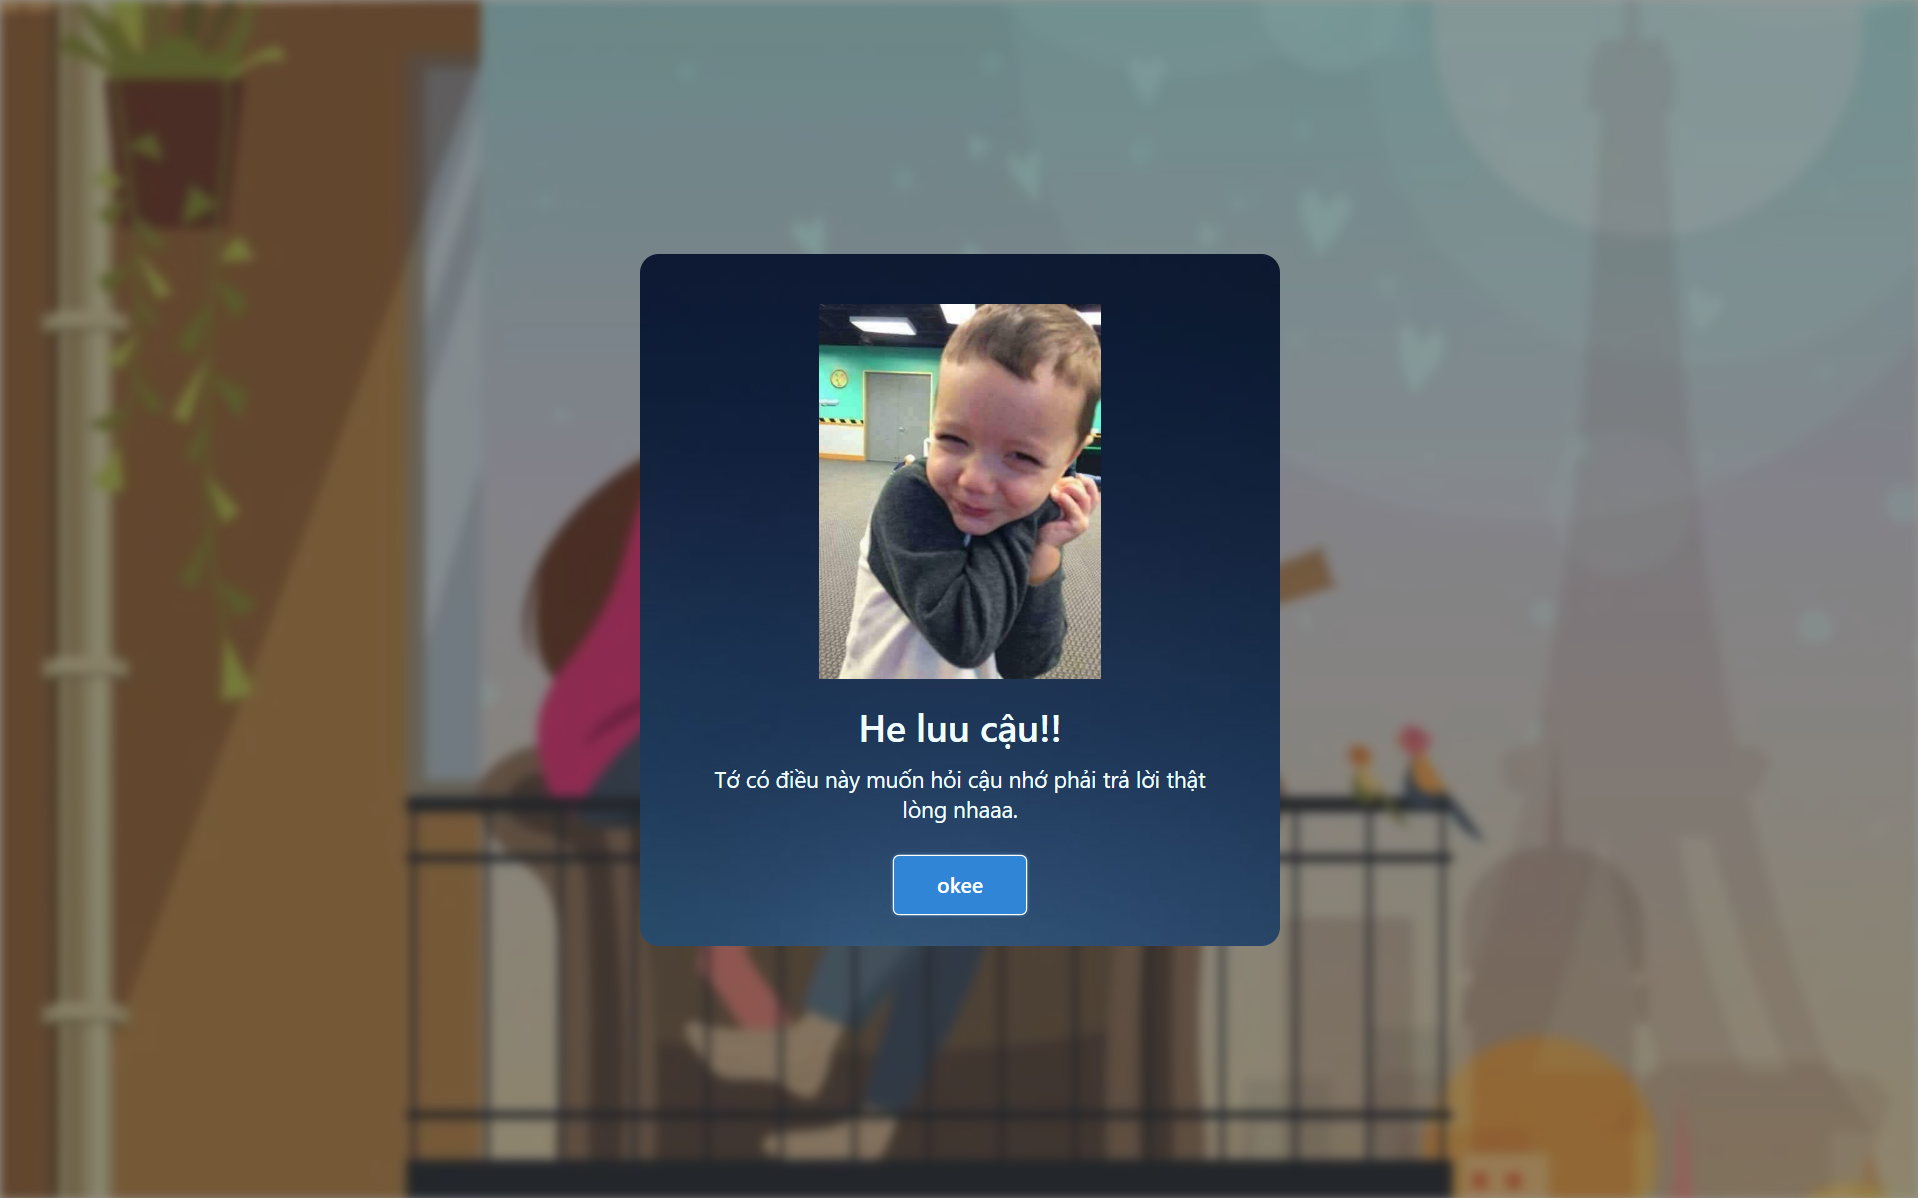 He luu cậu!!
Tớ có điều này muốn hỏi cậu nhớ phải trả lời thật
lòng nhaaa.
okee